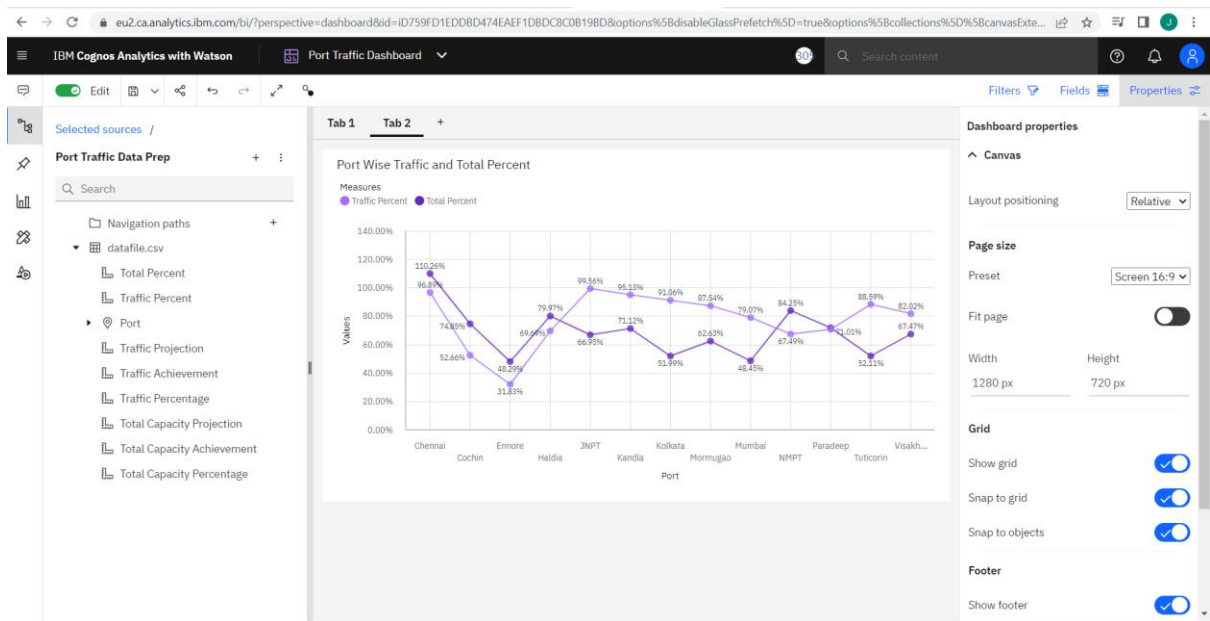 eu2.ca.analytics.ibm.com/bi/?perspective=dashboard&id=iD759FD1EDDBD474EAEF1DBDC8C0B19BD&options%5BdisableGlassPrefetch%5D=true&options%5Bcollections%5D%5BcanvasExte...
J
IBM Cognos Analytics with Watson
Port Traffic Dashboard
Search content
Edit
Filters
Fields
Properties
Selected sources /
Port Traffic Data Prep
Search
Navigation paths
datafile.csv
Total Percent
Traffic Percent
Port
Traffic Projection
Traffic Achievement
Traffic Percentage
Total Capacity Projection
Total Capacity Achievement
Total Capacity Percentage
Tab 1 Tab 2 +
Port Wise Traffic and Total Percent
Measures
Traffic Percent Total Percent
Values
140.00%
120.00%
100.00%
80.00%
60.00%
40.00%
20.00%
0.00%
110.26%
96.89%
74.85%
52.66%
48.29%
31.83%
79.97%
69.69%
99.56%
66.95%
95.13%
71.12%
91.06%
51.99%
87.54%
62.63%
79.07%
48.45%
84.25%
67.49%
71.01%
88.59%
52.11%
82.02%
67.47%
Chennai Ennore JNPT Kolkata Mumbai Paradeep Visakh...
Cochin Haldia Kandla Mormugao NMPT Tuticorin
Port
Dashboard properties
Canvas
Layout positioning Relative
Page size
Preset Screen 16:9
Fit page
Width Height
1280 px 720 px
Grid
Show grid
Snap to grid
Snap to objects
Footer
Show footer